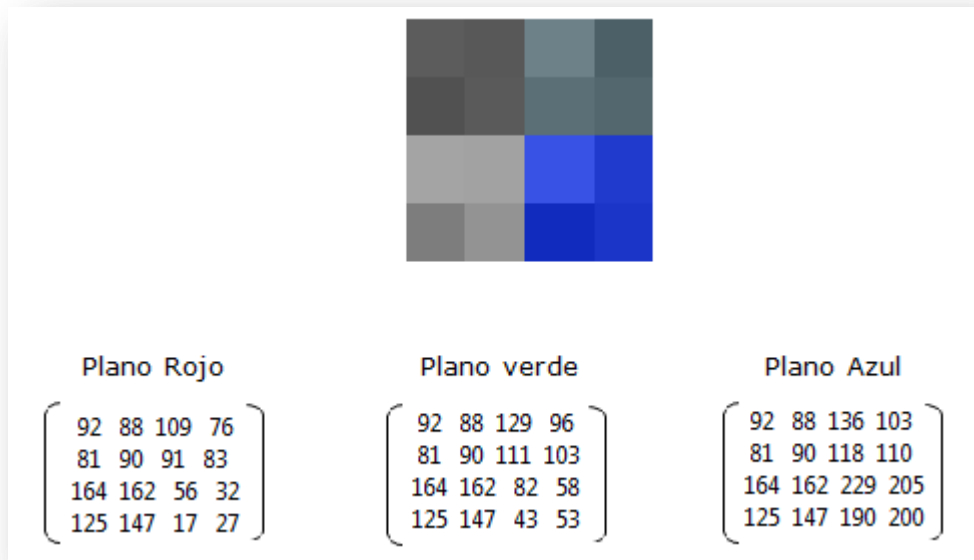 Plano Rojo
92 88 109 76
81 90 91 83
164 162 56 32
125 147 17 27
Plano verde
92 88 129 96
81 90 111 103
164 162 82 58
125 147 43 53
Plano Azul
92 88 136 103
81 90 118 110
164 162 229 205
125 147 190 200